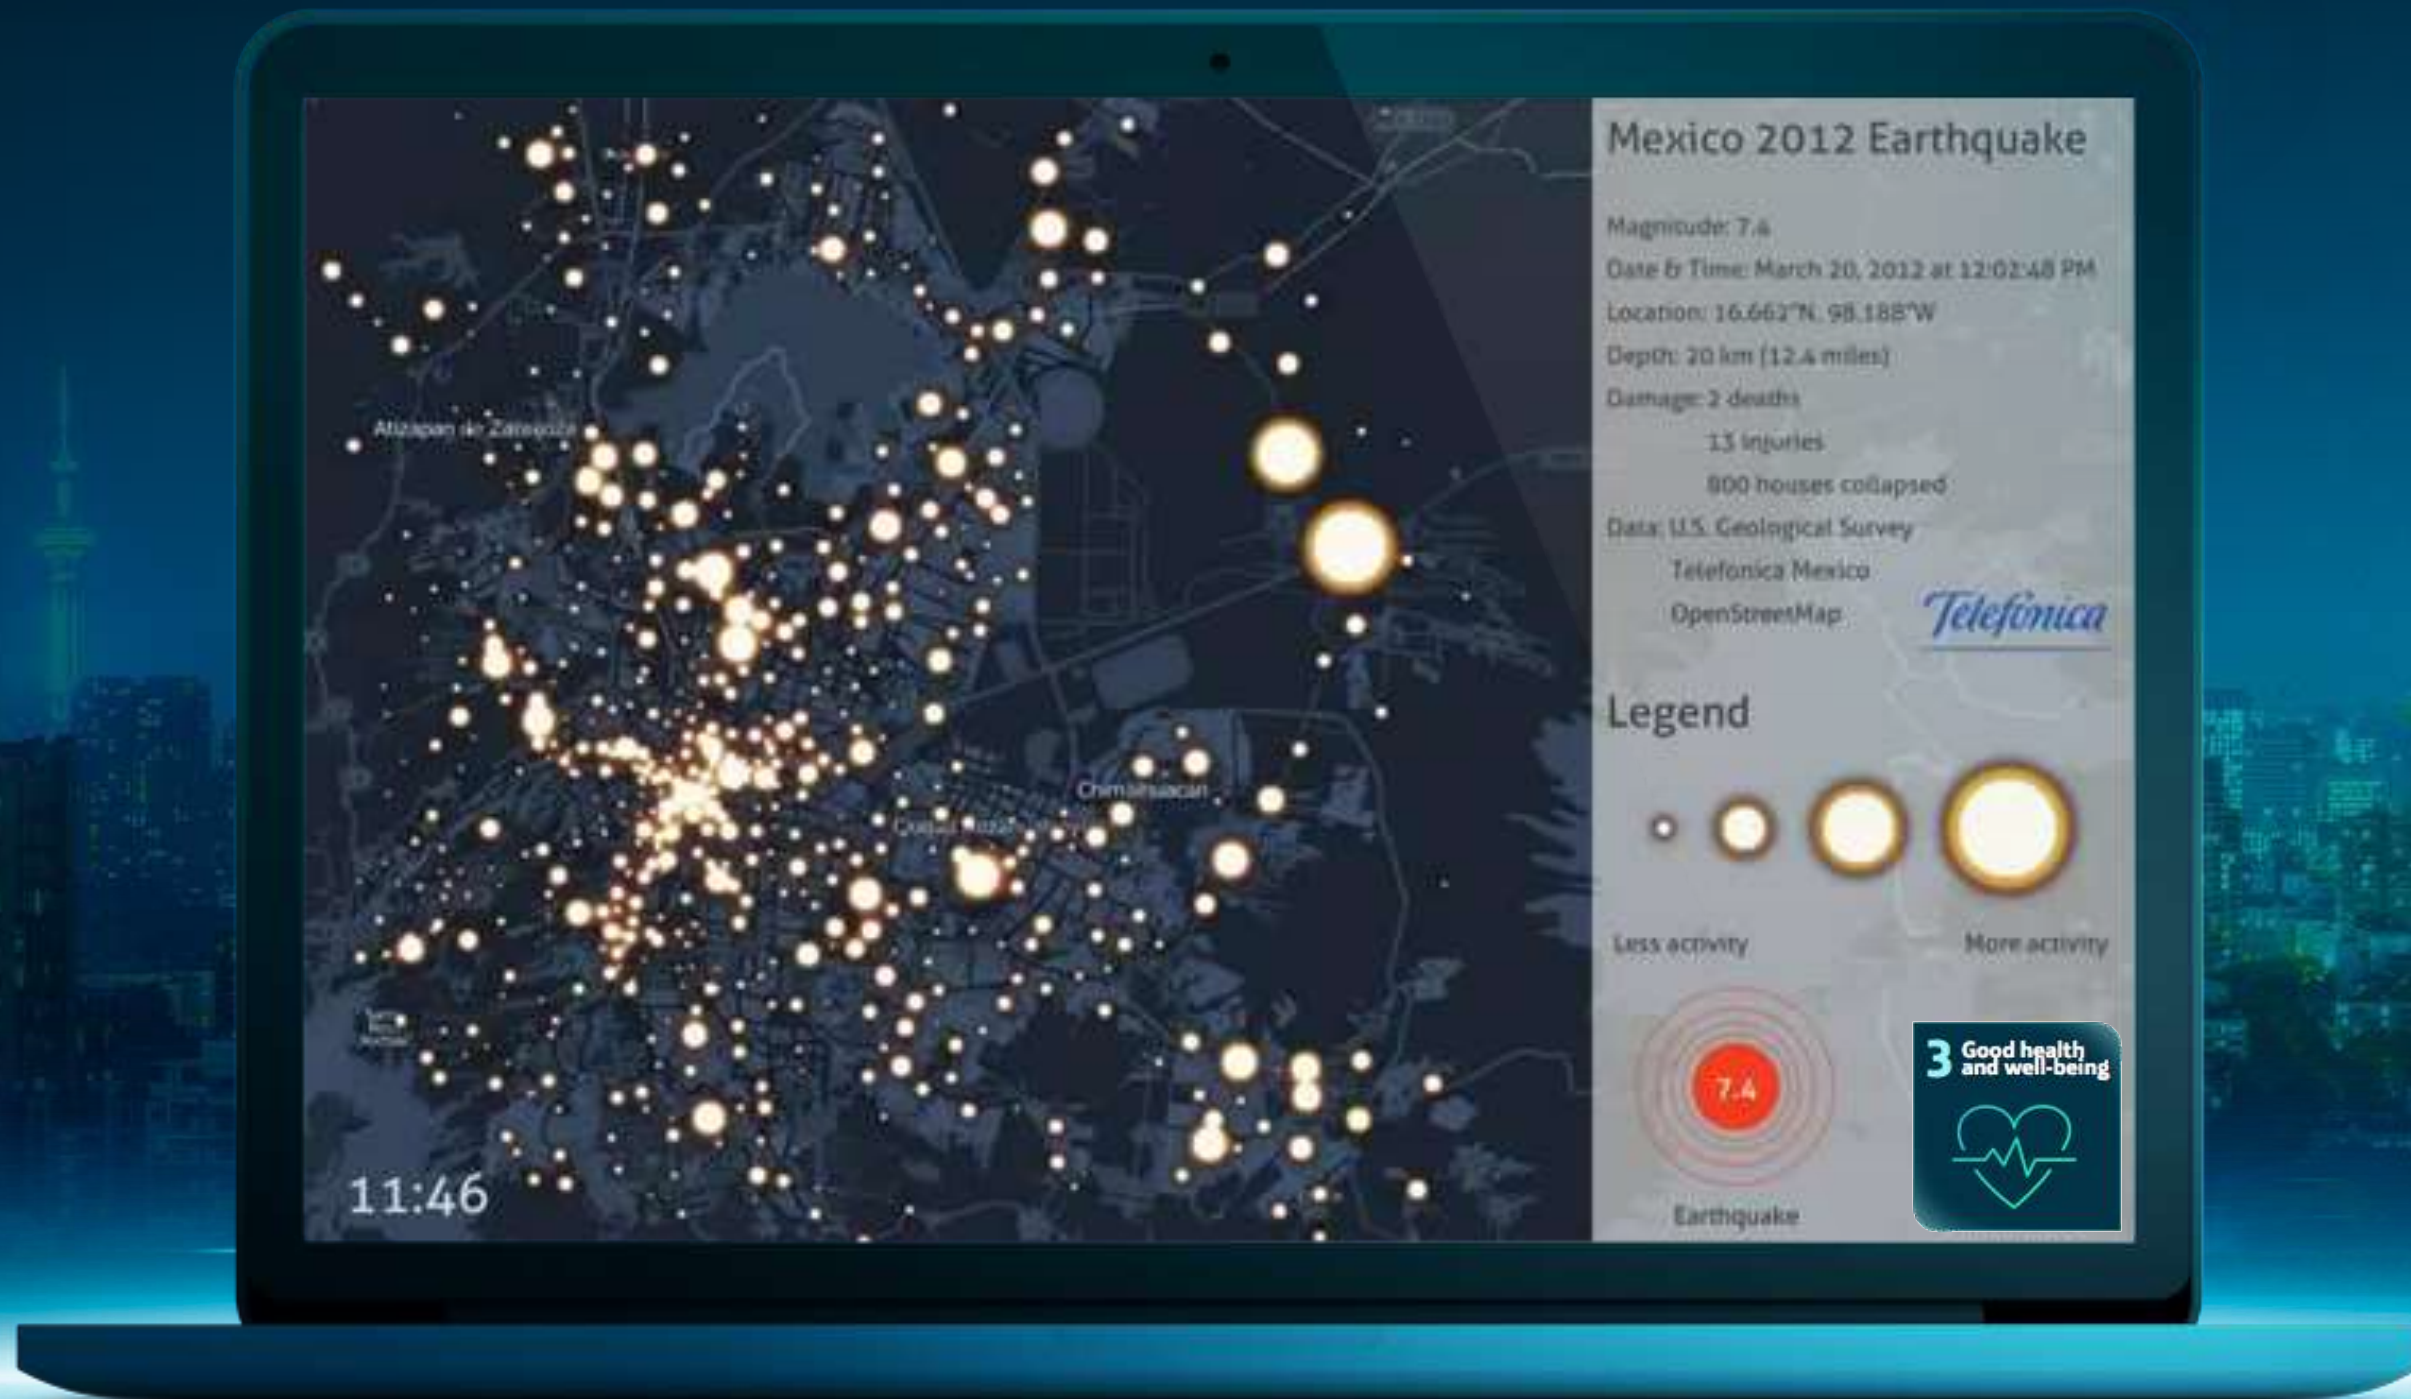 Atizapan de Zaragoza
Chimalhuacan
11:46
Mexico 2012 Earthquake
Magnitude: 7.4
Date & Time: March 20, 2012 at 12:02:48 PM
Location: 16.662°N, 98.188°W
Depth: 20 km (12.4 miles)
Damage: 2 deaths
13 injuries
800 houses collapsed
Data: U.S. Geological Survey
Telefonica Mexico
OpenStreetMap
Telefónica
Legend
Less activity
More activity
7.4
Earthquake
3 Good health
and well-being